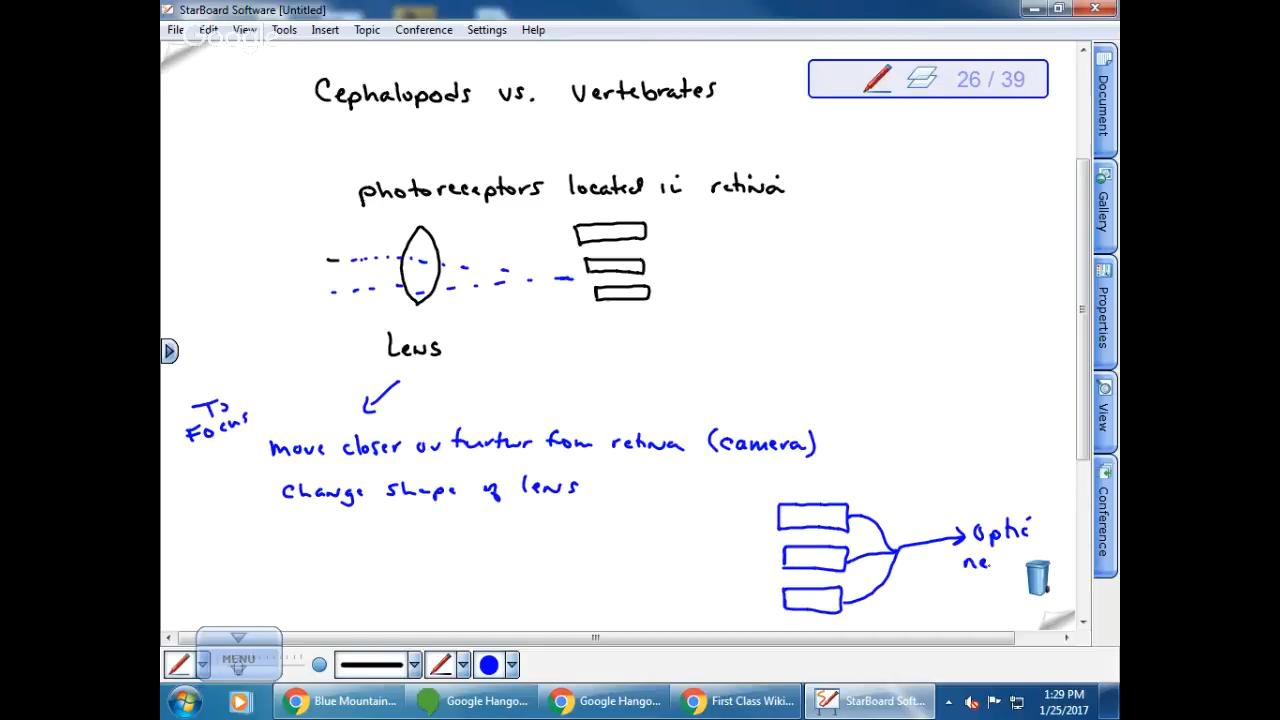 StarBoard Software [Untitled]
File Edit View Tools Insert Topic Conference Settings Help
Google
26 / 39
Cephalopods vs. Vertebrates
photoreceptors located in retina
Lens
To
Focus
move closer or furthur from retina (camera)
change shape of lens
Optic
ne
Document
Gallery
Properties
View
Conference
MENU
Blue Mountain...
Google Hango...
Google Hango...
First Class Wiki...
StarBoard Soft...
1:29 PM
1/25/2017